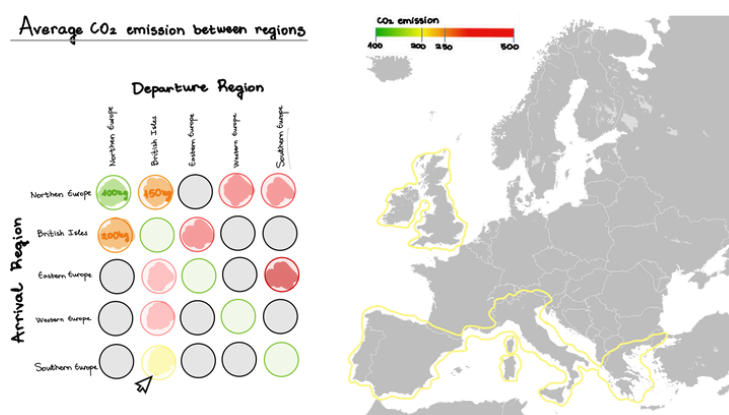 Average CO2 emission between regions
CO2 emission
100
200
250
500
Departure Region
Northern Europe
British Isles
Eastern Europe
Western Europe
Southern Europe
Arrival Region
Northen Europe
100kg
150kg
British Isles
200kg
Eastern Europe
Western Europe
Southern Europe